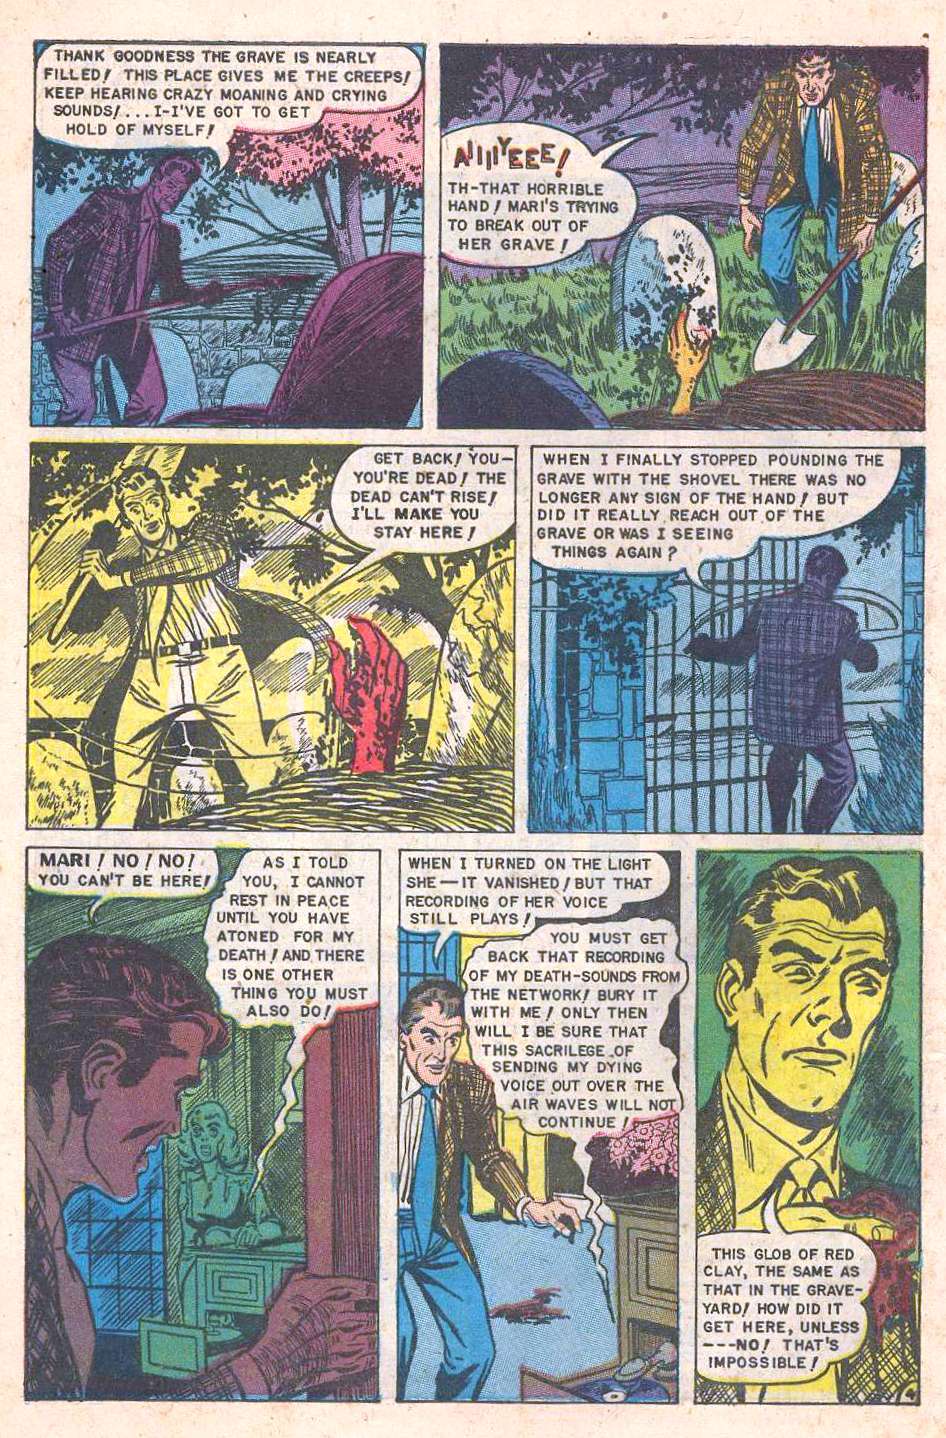 THANK GOODNESS THE GRAVE IS NEARLY
FILLED! THIS PLACE GIVES ME THE CREEPS!
KEEP HEARING CRAZY MOANING AND CRYING
SOUNDS!...I-I'VE GOT TO GET
HOLD OF MYSELF!
AIIIIYEEE!
TH-THAT HORRIBLE
HAND! MARI'S TRYING
TO BREAK OUT OF
HER GRAVE!
GET BACK! YOU-
YOU'RE DEAD! THE
DEAD CAN'T RISE!
I'LL MAKE YOU
STAY HERE!
WHEN I FINALLY STOPPED POUNDING THE
GRAVE WITH THE SHOVEL THERE WAS NO
LONGER ANY SIGN OF THE HAND! BUT
DID IT REALLY REACH OUT OF THE
GRAVE OR WAS I SEEING
THINGS AGAIN?
MARI! NO! NO!
YOU CAN'T BE HERE!
AS I TOLD
YOU, I CANNOT
REST IN PEACE
UNTIL YOU HAVE
ATONED FOR MY
DEATH! AND THERE
IS ONE OTHER
THING YOU MUST
ALSO DO!
WHEN I TURNED ON THE LIGHT
SHE—IT VANISHED! BUT THAT
RECORDING OF HER VOICE
STILL PLAYS!
YOU MUST GET
BACK THAT RECORDING
OF MY DEATH-SOUNDS FROM
THE NETWORK! BURY IT
WITH ME! ONLY THEN
WILL I BE SURE THAT
THIS SACRILEGE OF
SENDING MY DYING
VOICE OUT OVER THE
AIR WAVES WILL NOT
CONTINUE!
THIS GLOB OF RED
CLAY, THE SAME AS
THAT IN THE GRAVE-
YARD! HOW DID IT
GET HERE, UNLESS
---NO! THAT'S
IMPOSSIBLE!
4